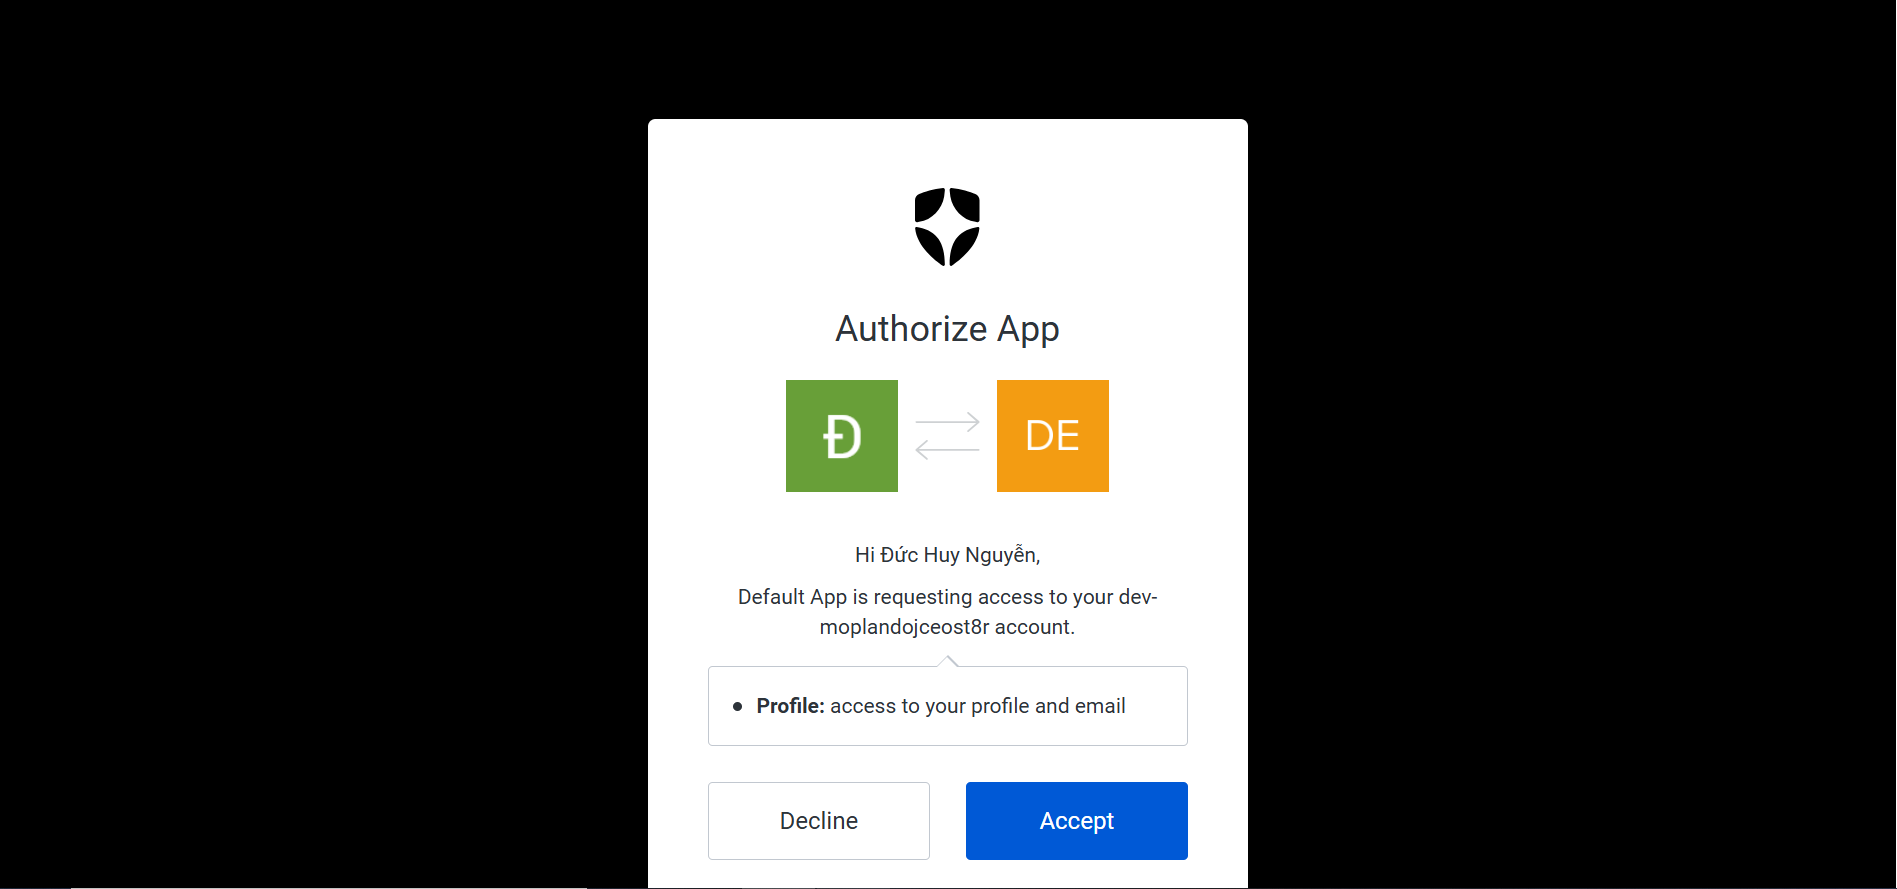 Authorize App
Đ
DE
Hi Đức Huy Nguyễn,
Default App is requesting access to your dev-
moplandojceost8r account.
Profile: access to your profile and email
Decline
Accept